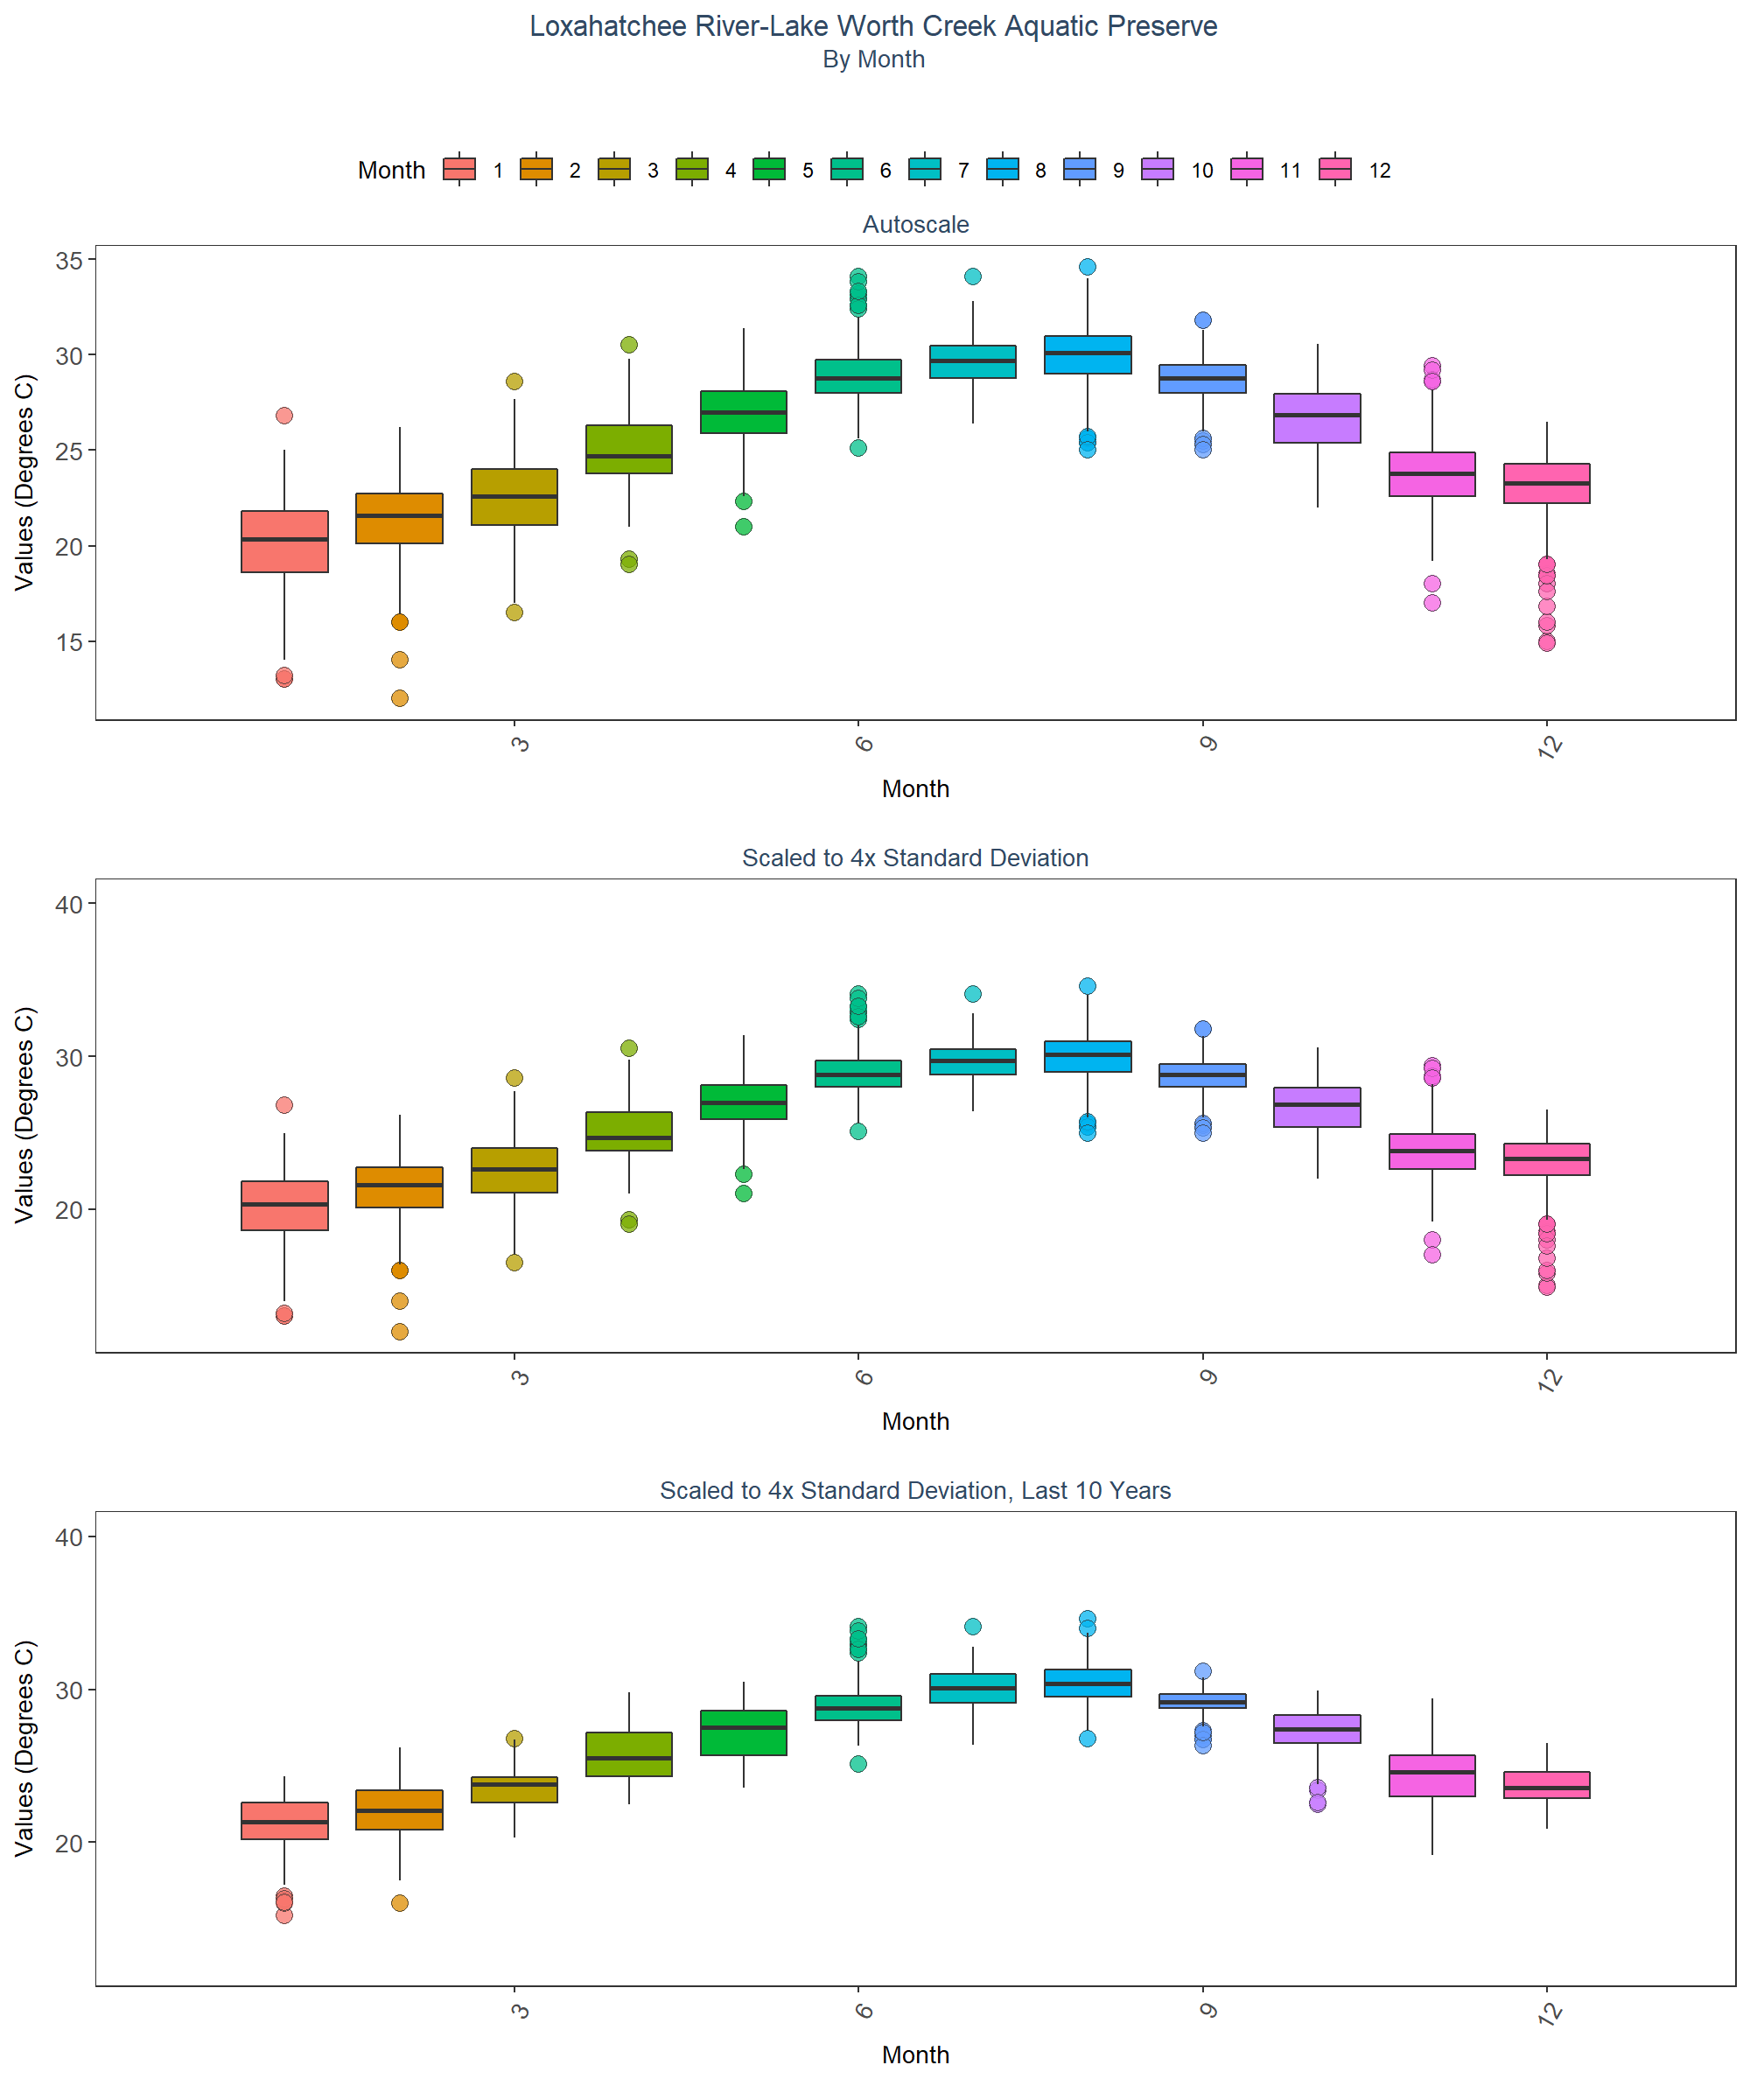 Loxahatchee River-Lake Worth Creek Aquatic Preserve
By Month
Month 1 2 3 4 5 6 7 8 9 10 11 12
Autoscale
Values (Degrees C)
35
30
25
20
15
3 6 9 12
Month
Scaled to 4x Standard Deviation
Values (Degrees C)
40
30
20
3 6 9 12
Month
Scaled to 4x Standard Deviation, Last 10 Years
Values (Degrees C)
40
30
20
3 6 9 12
Month